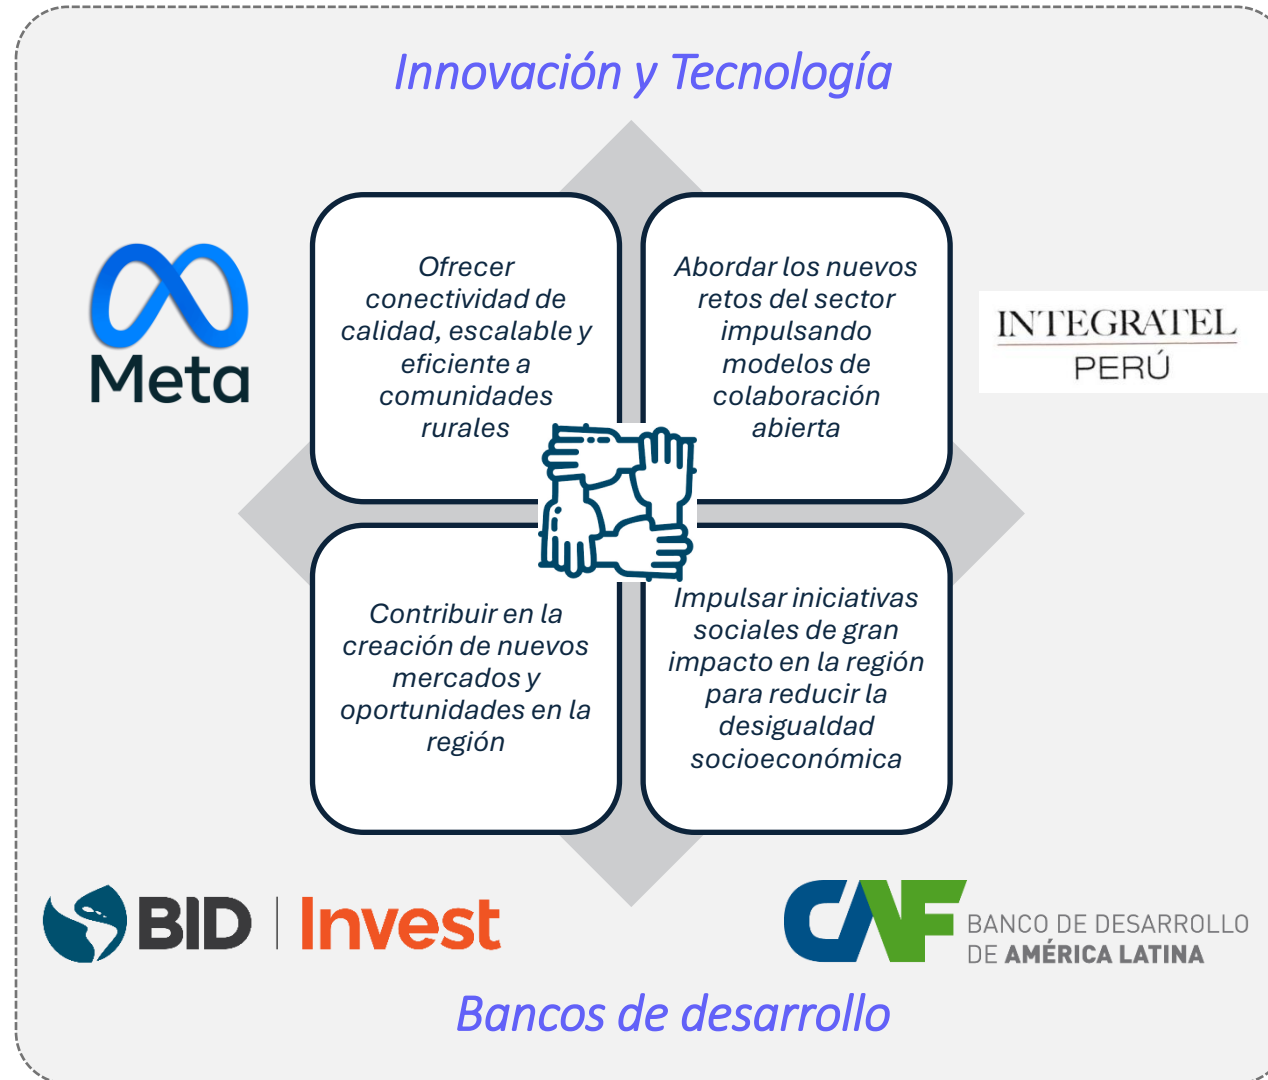 Innovación y Tecnología
Meta
Ofrecer
conectividad de
calidad, escalable y
eficiente a
comunidades
rurales
Abordar los nuevos
retos del sector
impulsando
modelos de
colaboración
abierta
INTEGRATEL
PERÚ
Contribuir en la
creación de nuevos
mercados y
oportunidades en la
región
Impulsar iniciativas
sociales de gran
impacto en la región
para reducir la
desigualdad
socioeconómica
BID | Invest
CAF
BANCO DE DESARROLLO
DE AMÉRICA LATINA
Bancos de desarrollo